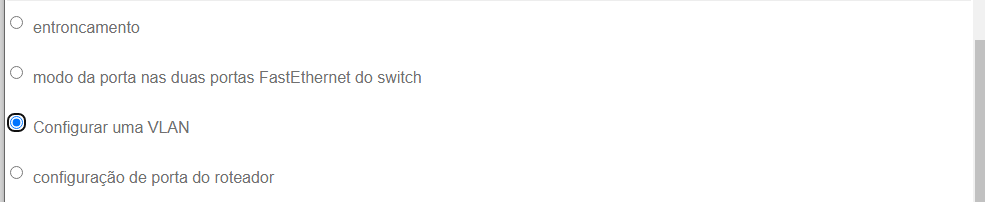 entroncamento
modo da porta nas duas portas FastEthernet do switch
Configurar uma VLAN
configuração de porta do roteador